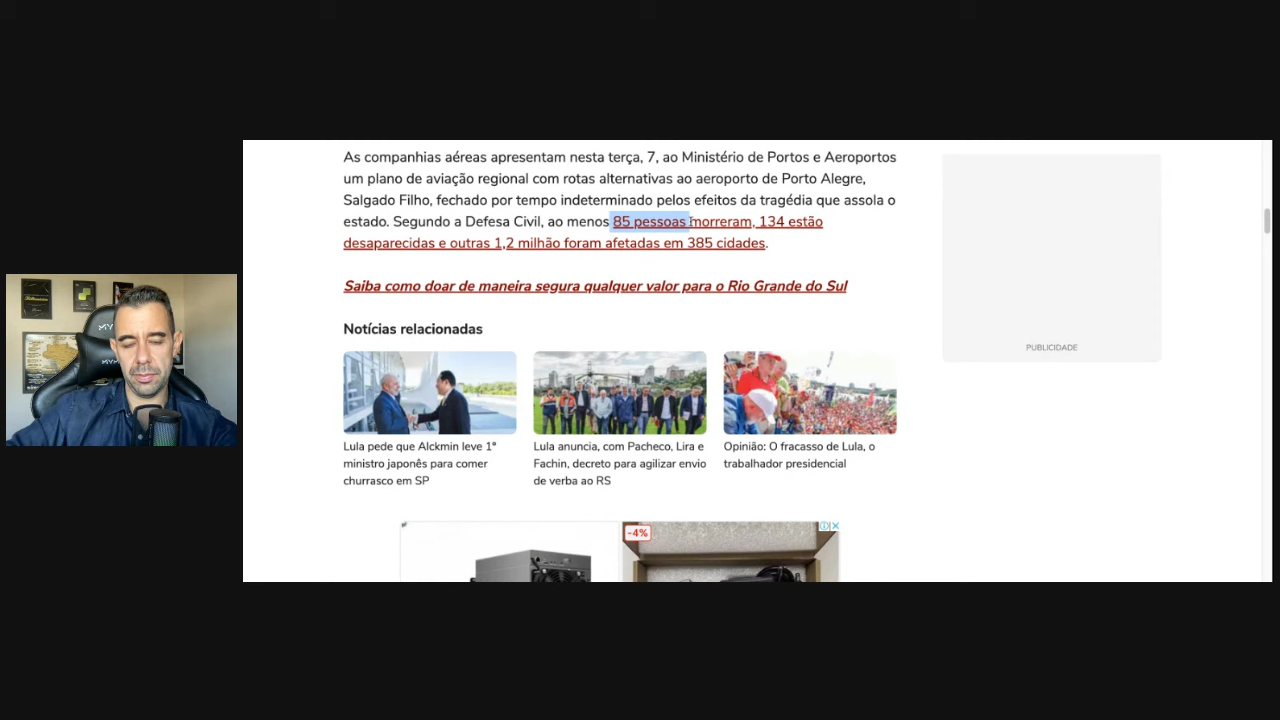 As companhias aéreas apresentam nesta terça, 7, ao Ministério de Portos e Aeroportos
um plano de aviação regional com rotas alternativas ao aeroporto de Porto Alegre,
Salgado Filho, fechado por tempo indeterminado pelos efeitos da tragédia que assola o
estado. Segundo a Defesa Civil, ao menos 85 pessoas morreram, 134 estão
desaparecidas e outras 1,2 milhão foram afetadas em 385 cidades.
Saiba como doar de maneira segura qualquer valor para o Rio Grande do Sul
Notícias relacionadas
Lula pede que Alckmin leve 1º
ministro japonês para comer
churrasco em SP
Lula anuncia, com Pacheco, Lira e
Fachin, decreto para agilizar envio
de verba ao RS
Opinião: O fracasso de Lula, o
trabalhador presidencial
PUBLICIDADE
-4%